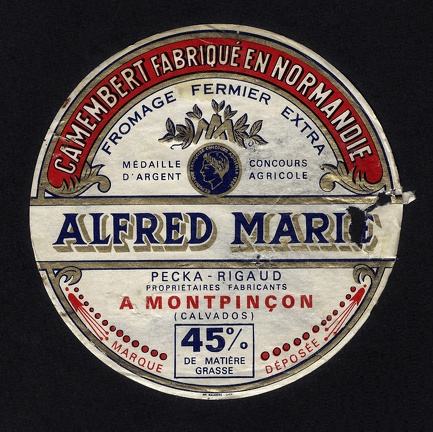 CAMEMBERT FABRIQUÉ EN NORMANDIE
FROMAGE FERMIER EXTRA
MÉDAILLE D'ARGENT
CONCOURS AGRICOLE
ALFRED MARIE
PECKA - RIGAUD
PROPRIÉTAIRES FABRICANTS
A MONTPINÇON
(CALVADOS)
45%
DE MATIÈRE
GRASSE
MARQUE DÉPOSÉE